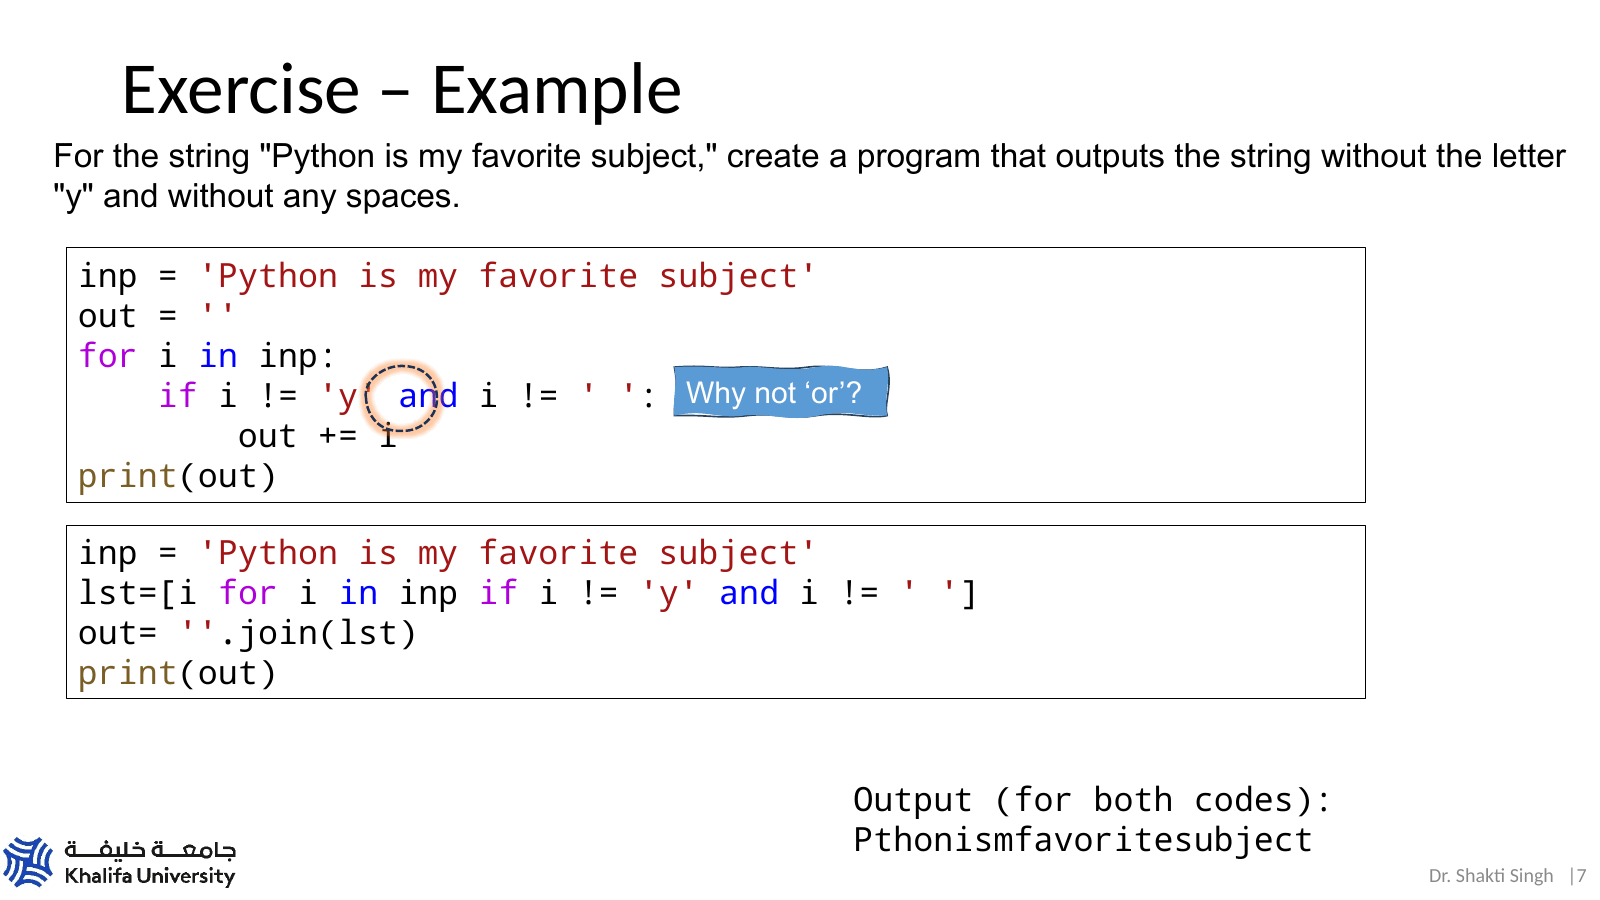 Exercise – Example
For the string "Python is my favorite subject," create a program that outputs the string without the letter
"y" and without any spaces.
inp = 'Python is my favorite subject'
out = ''
for i in inp:
    if i != 'y' and i != ' ':
        out += i
print(out)
Why not ‘or’?
inp = 'Python is my favorite subject'
lst=[i for i in inp if i != 'y' and i != ' ']
out= ''.join(lst)
print(out)
Output (for both codes):
Pthonismfavoritesubject
جامعة خليفة
Khalifa University
Dr. Shakti Singh |7